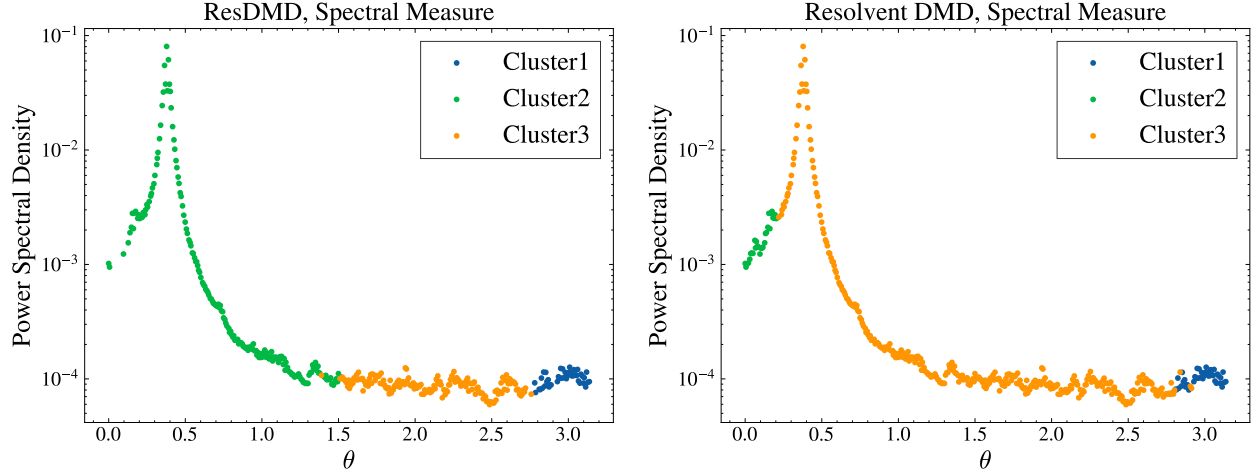 ResDMD, Spectral Measure
Power Spectral Density
10⁻¹
10⁻²
10⁻³
10⁻⁴
0.0 0.5 1.0 1.5 2.0 2.5 3.0
θ
Cluster1
Cluster2
Cluster3
Resolvent DMD, Spectral Measure
Power Spectral Density
10⁻¹
10⁻²
10⁻³
10⁻⁴
0.0 0.5 1.0 1.5 2.0 2.5 3.0
θ
Cluster1
Cluster2
Cluster3